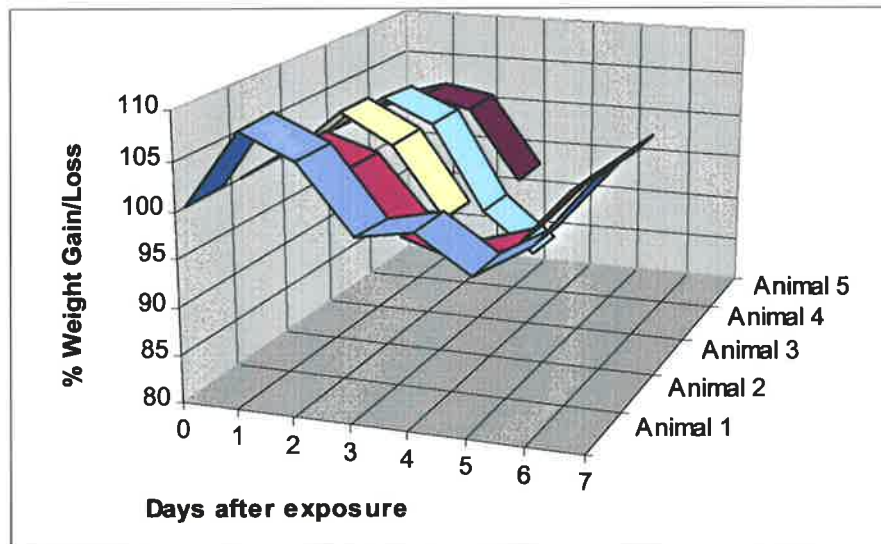 110
105
100
95
90
85
80
% Weight Gain/Loss
0
1
2
3
4
5
6
7
Days after exposure
Animal 5
Animal 4
Animal 3
Animal 2
Animal 1